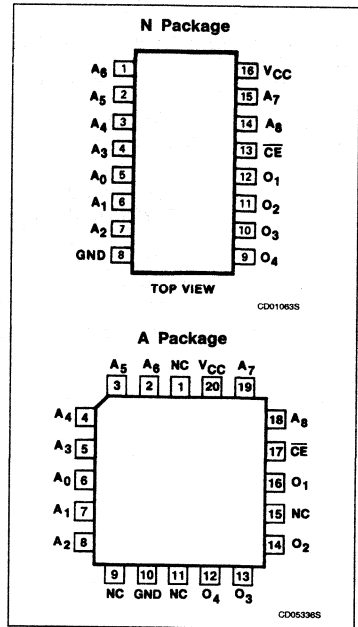 N Package
A6 1 16 VCC
A5 2 15 A7
A4 3 14 A8
A3 4 13 CE
A0 5 12 O1
A1 6 11 O2
A2 7 10 O3
GND 8 9 O4
TOP VIEW
CD01063S
A Package
A5 A6 NC VCC A7
3 2 1 20 19
A4 4 18 A8
A3 5 17 CE
A0 6 16 O1
A1 7 15 NC
A2 8 14 O2
9 10 11 12 13
NC GND NC O4 O3
CD05336S